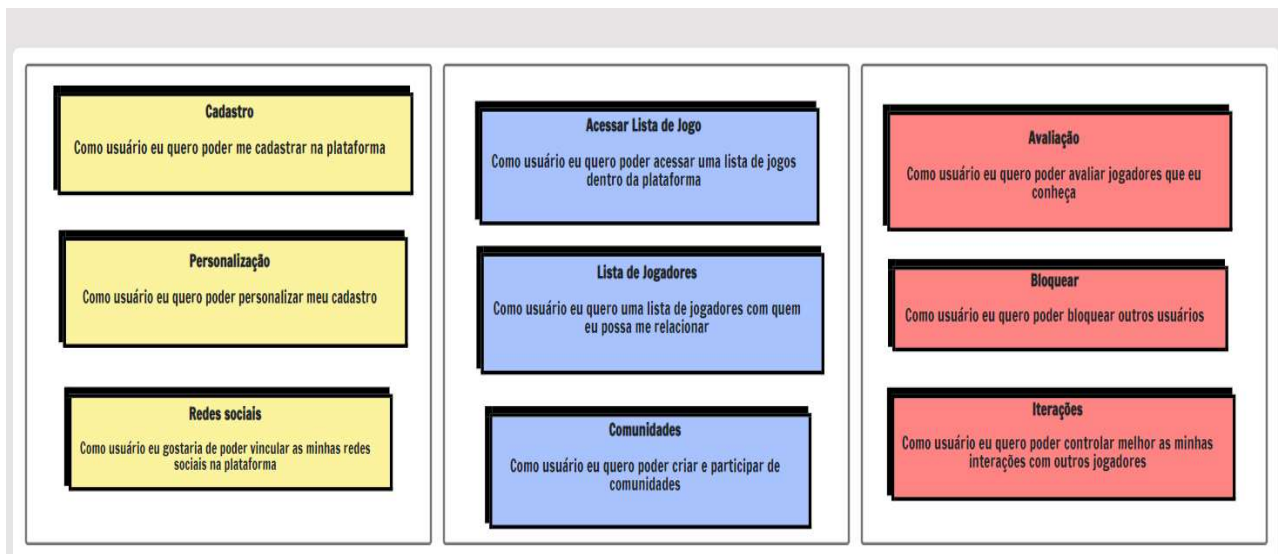 Cadastro
Como usuário eu quero poder me cadastrar na plataforma
Personalização
Como usuário eu quero poder personalizar meu cadastro
Redes sociais
Como usuário eu gostaria de poder vincular as minhas redes
sociais na plataforma
Acessar Lista de Jogo
Como usuário eu quero poder acessar uma lista de jogos
dentro da plataforma
Lista de Jogadores
Como usuário eu quero uma lista de jogadores com quem
eu possa me relacionar
Comunidades
Como usuário eu quero poder criar e participar de
comunidades
Avaliação
Como usuário eu quero poder avaliar jogadores que eu
conheça
Bloquear
Como usuário eu quero poder bloquear outros usuários
Iterações
Como usuário eu quero poder controlar melhor as minhas
interações com outros jogadores